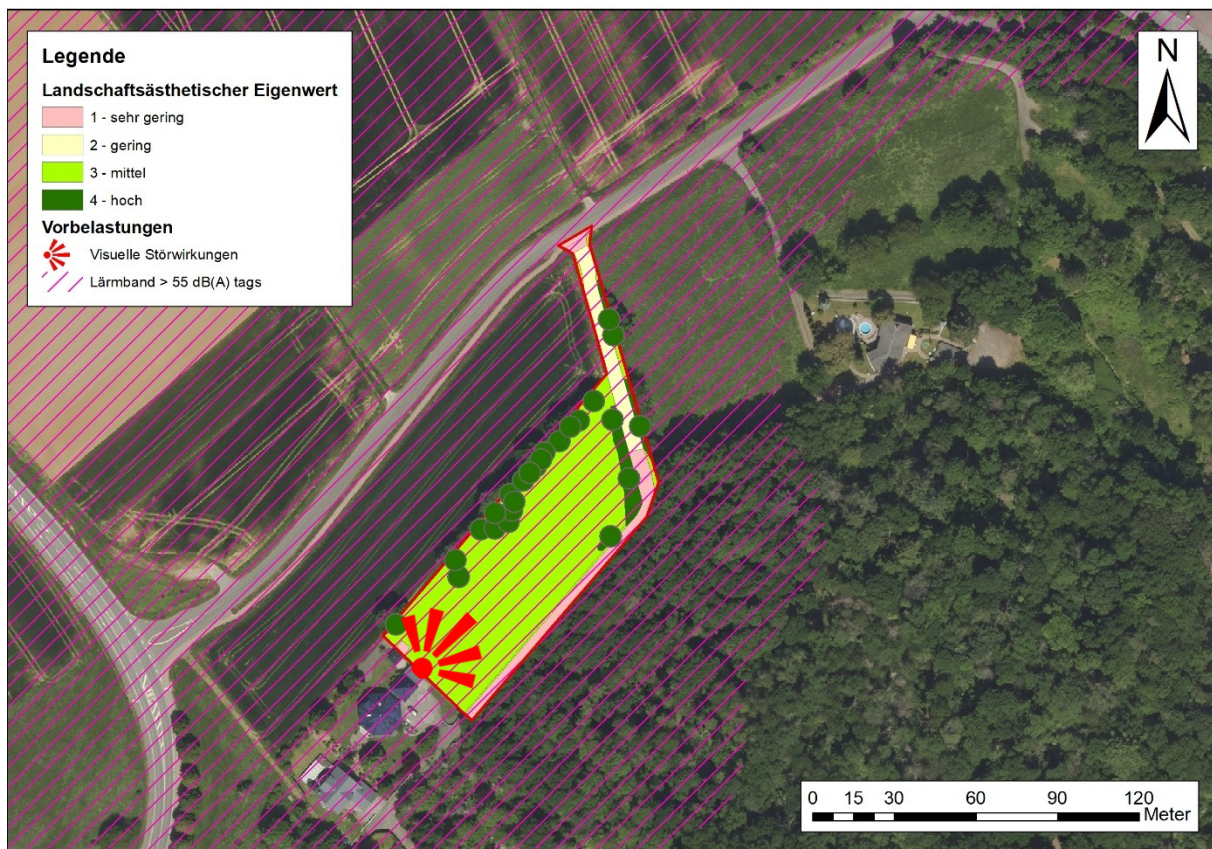 Legende
Landschaftsästhetischer Eigenwert
1 - sehr gering
2 - gering
3 - mittel
4 - hoch
Vorbelastungen
Visuelle Störwirkungen
Lärmband > 55 dB(A) tags
N
0 15 30 60 90 120
Meter